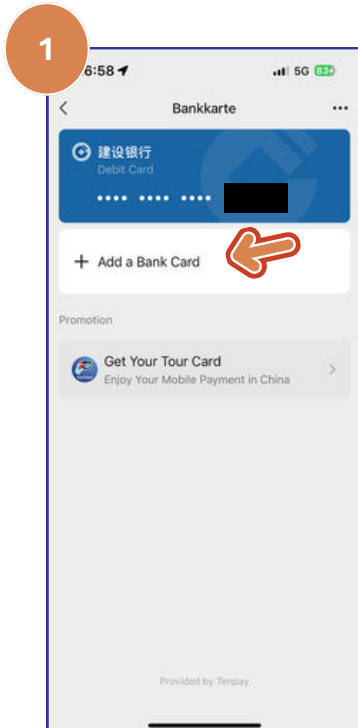 1
6:58
5G 83
Bankkarte
建设银行
Debit Card
•••• •••• ••••
+ Add a Bank Card
Promotion
Get Your Tour Card
Enjoy Your Mobile Payment in China
Provided by Tenpay